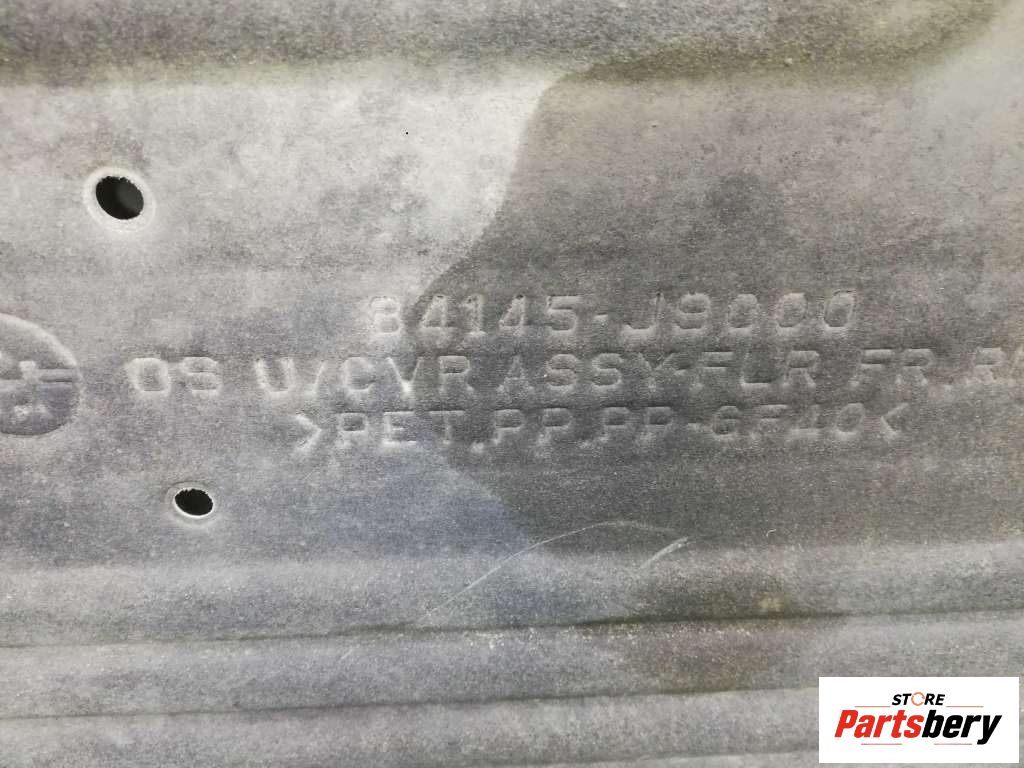 84145-J9000
OS U/CVR ASSY-FLR FR.R
>PET.PP.PP-GF40<
STORE
Partsbery